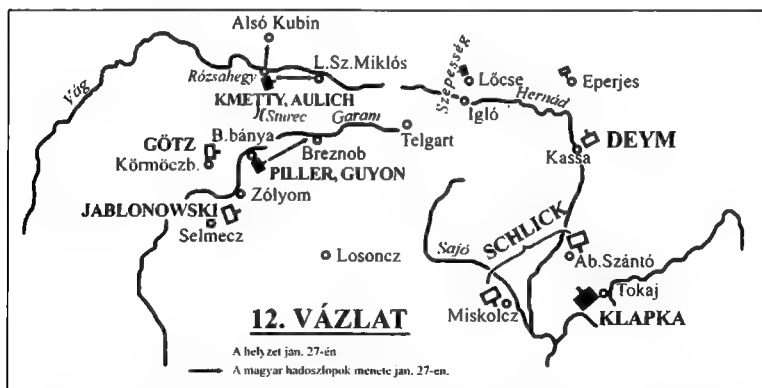 Alsó Kubin
Vág
Rózsahegy
L.Sz.Miklós
KMETTY, AULICH
Sturec
Garam
Szepesség
Lőcse
Eperjes
Igló
Hernád
GÖTZ
B.bánya
Körmöczb.
Breznob
Telgart
PILLER, GUYON
DEYM
Kassa
Zólyom
JABLONOWSKI
Selmecz
Losoncz
Sajó
SCHLICK
Ab.Szántó
Miskolcz
Tokaj
KLAPKA
12. VÁZLAT
A helyzet jan. 27-én
A magyar hadoszlopok menete jan. 27-en.